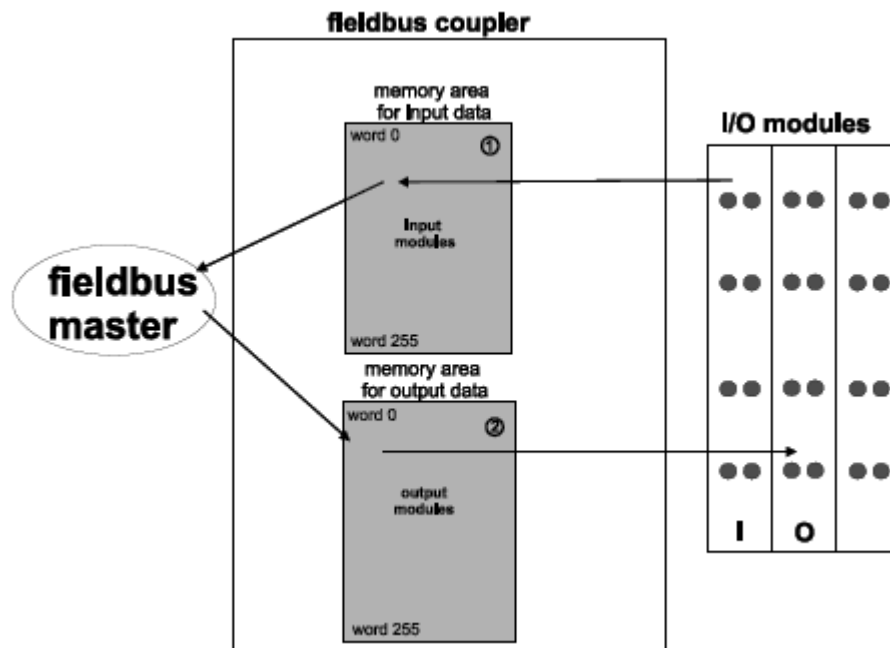 fieldbus coupler
memory area
for Input data
word 0
①
Input
modules
word 255
I/O modules
fieldbus
master
memory area
for output data
word 0
②
output
modules
word 255
I
O